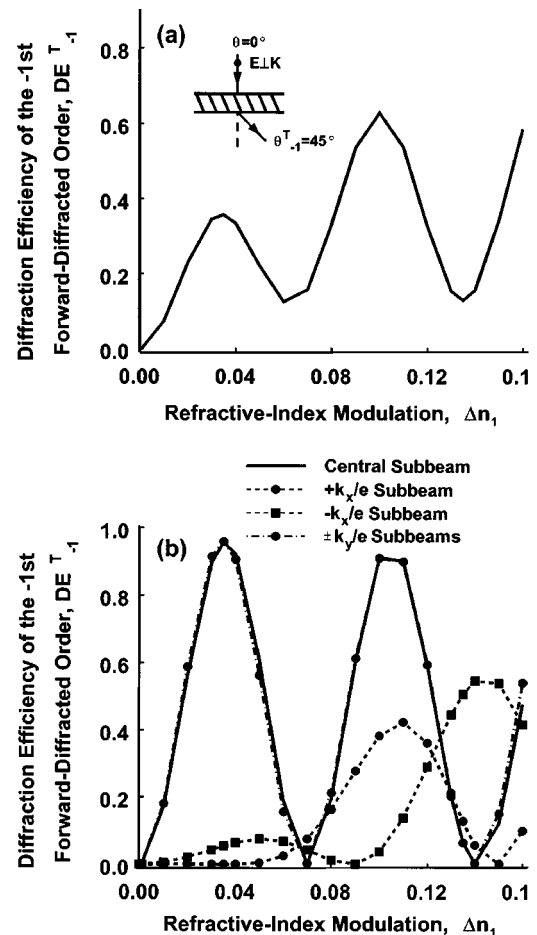 (a)
θ=0°
E⊥K
θᵀ₋₁=45°
Diffraction Efficiency of the -1st
Forward-Diffracted Order, DE ᵀ₋₁
0.8
0.6
0.4
0.2
0.0
0.00 0.04 0.08 0.12 0.1
Refractive-Index Modulation, Δn₁
Central Subbeam
+kₓ/e Subbeam
-kₓ/e Subbeam
±k_y/e Subbeams
(b)
Diffraction Efficiency of the -1st
Forward-Diffracted Order, DE ᵀ₋₁
1.0
0.8
0.6
0.4
0.2
0.0
0.00 0.04 0.08 0.12 0.1
Refractive-Index Modulation, Δn₁